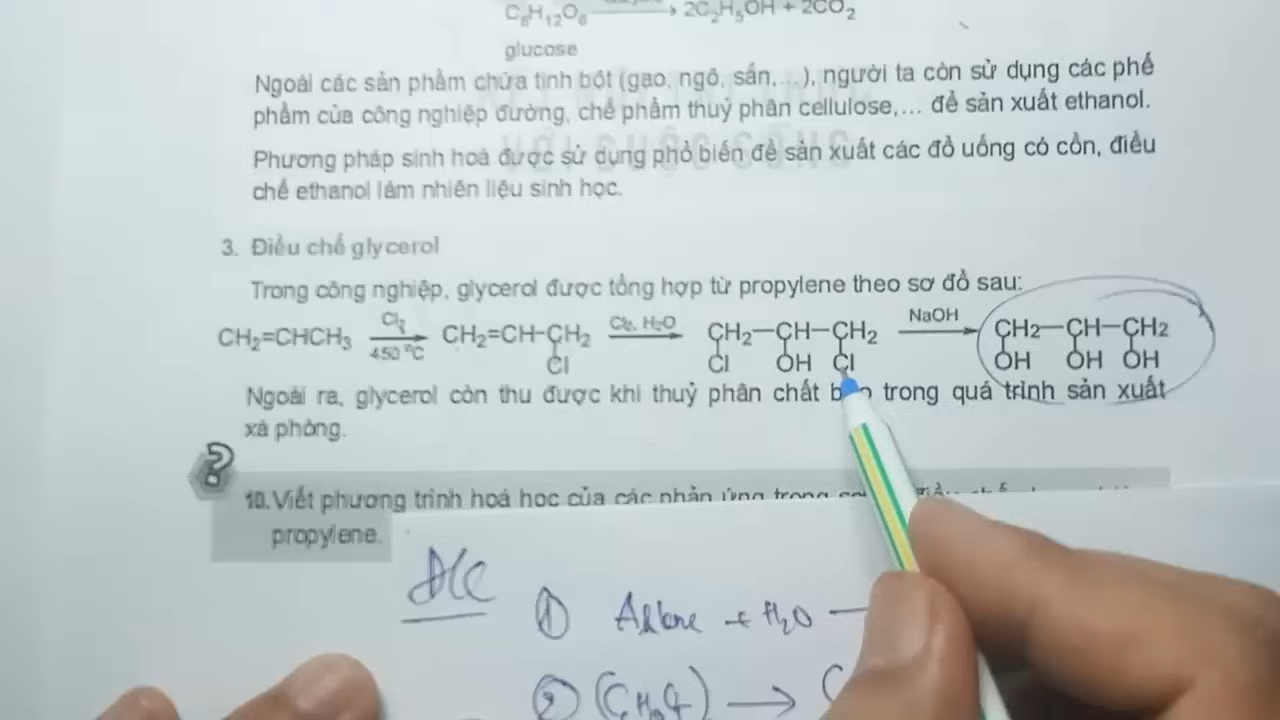 C₆H₁₂O₆ → 2C₂H₅OH + 2CO₂
glucose
Ngoài các sản phẩm chứa tinh bột (gạo, ngô, sắn,...), người ta còn sử dụng các phế
phẩm của công nghiệp đường, chế phẩm thuỷ phân cellulose,... để sản xuất ethanol.
Phương pháp sinh hoá được sử dụng phổ biến để sản xuất các đồ uống có cồn, điều
chế ethanol làm nhiên liệu sinh học.
3. Điều chế glycerol
Trong công nghiệp, glycerol được tổng hợp từ propylene theo sơ đồ sau:
Cl₂ Cl₂, H₂O NaOH
CH₂=CHCH₃ → CH₂=CH-CH₂ → CH₂—CH—CH₂ → CH₂—CH—CH₂
450 °C Cl Cl OH Cl OH OH OH
Ngoài ra, glycerol còn thu được khi thuỷ phân chất trong quá trình sản xuất
xà phòng.
?
10. Viết phương trình hoá học của các phản ứng trong
propylene.
ĐC
① Alkene + H₂O —
② →